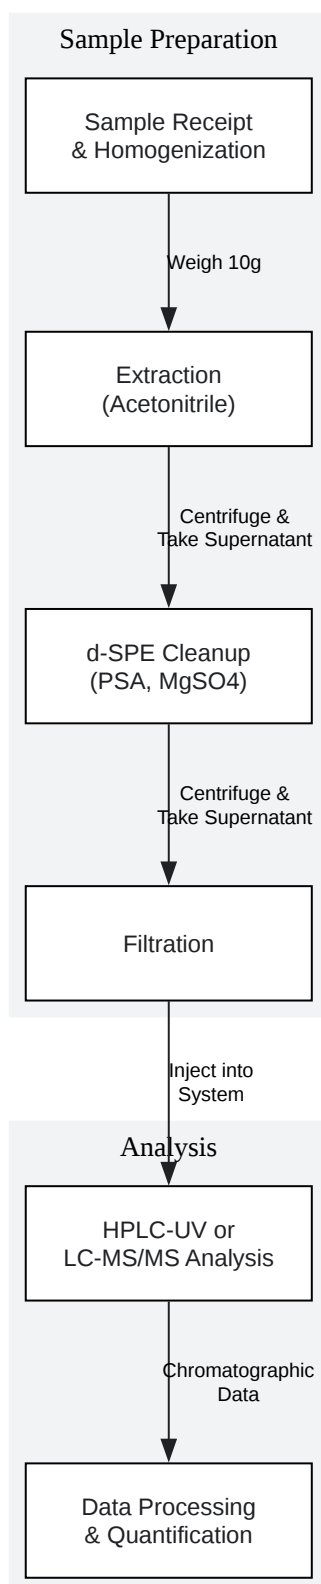 Sample Preparation
Sample Receipt
& Homogenization
Weigh 10g
Extraction
(Acetonitrile)
Centrifuge &
Take Supernatant
d-SPE Cleanup
(PSA, MgSO4)
Centrifuge &
Take Supernatant
Filtration
Inject into
System
Analysis
HPLC-UV or
LC-MS/MS Analysis
Chromatographic
Data
Data Processing
& Quantification